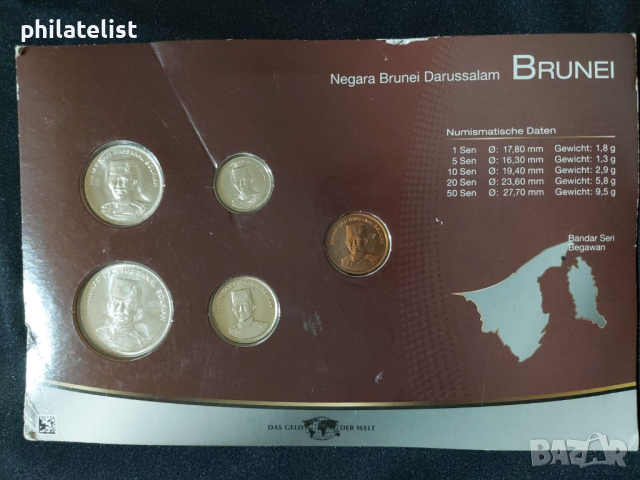 philatelist
Negara Brunei Darussalam BRUNEI
Numismatische Daten
1 Sen Ø: 17,80 mm Gewicht: 1,8 g
5 Sen Ø: 16,30 mm Gewicht: 1,3 g
10 Sen Ø: 19,40 mm Gewicht: 2,9 g
20 Sen Ø: 23,60 mm Gewicht: 5,8 g
50 Sen Ø: 27,70 mm Gewicht: 9,5 g
Bandar Seri
Begawan
DAS GELD DER WELT
BAZAR